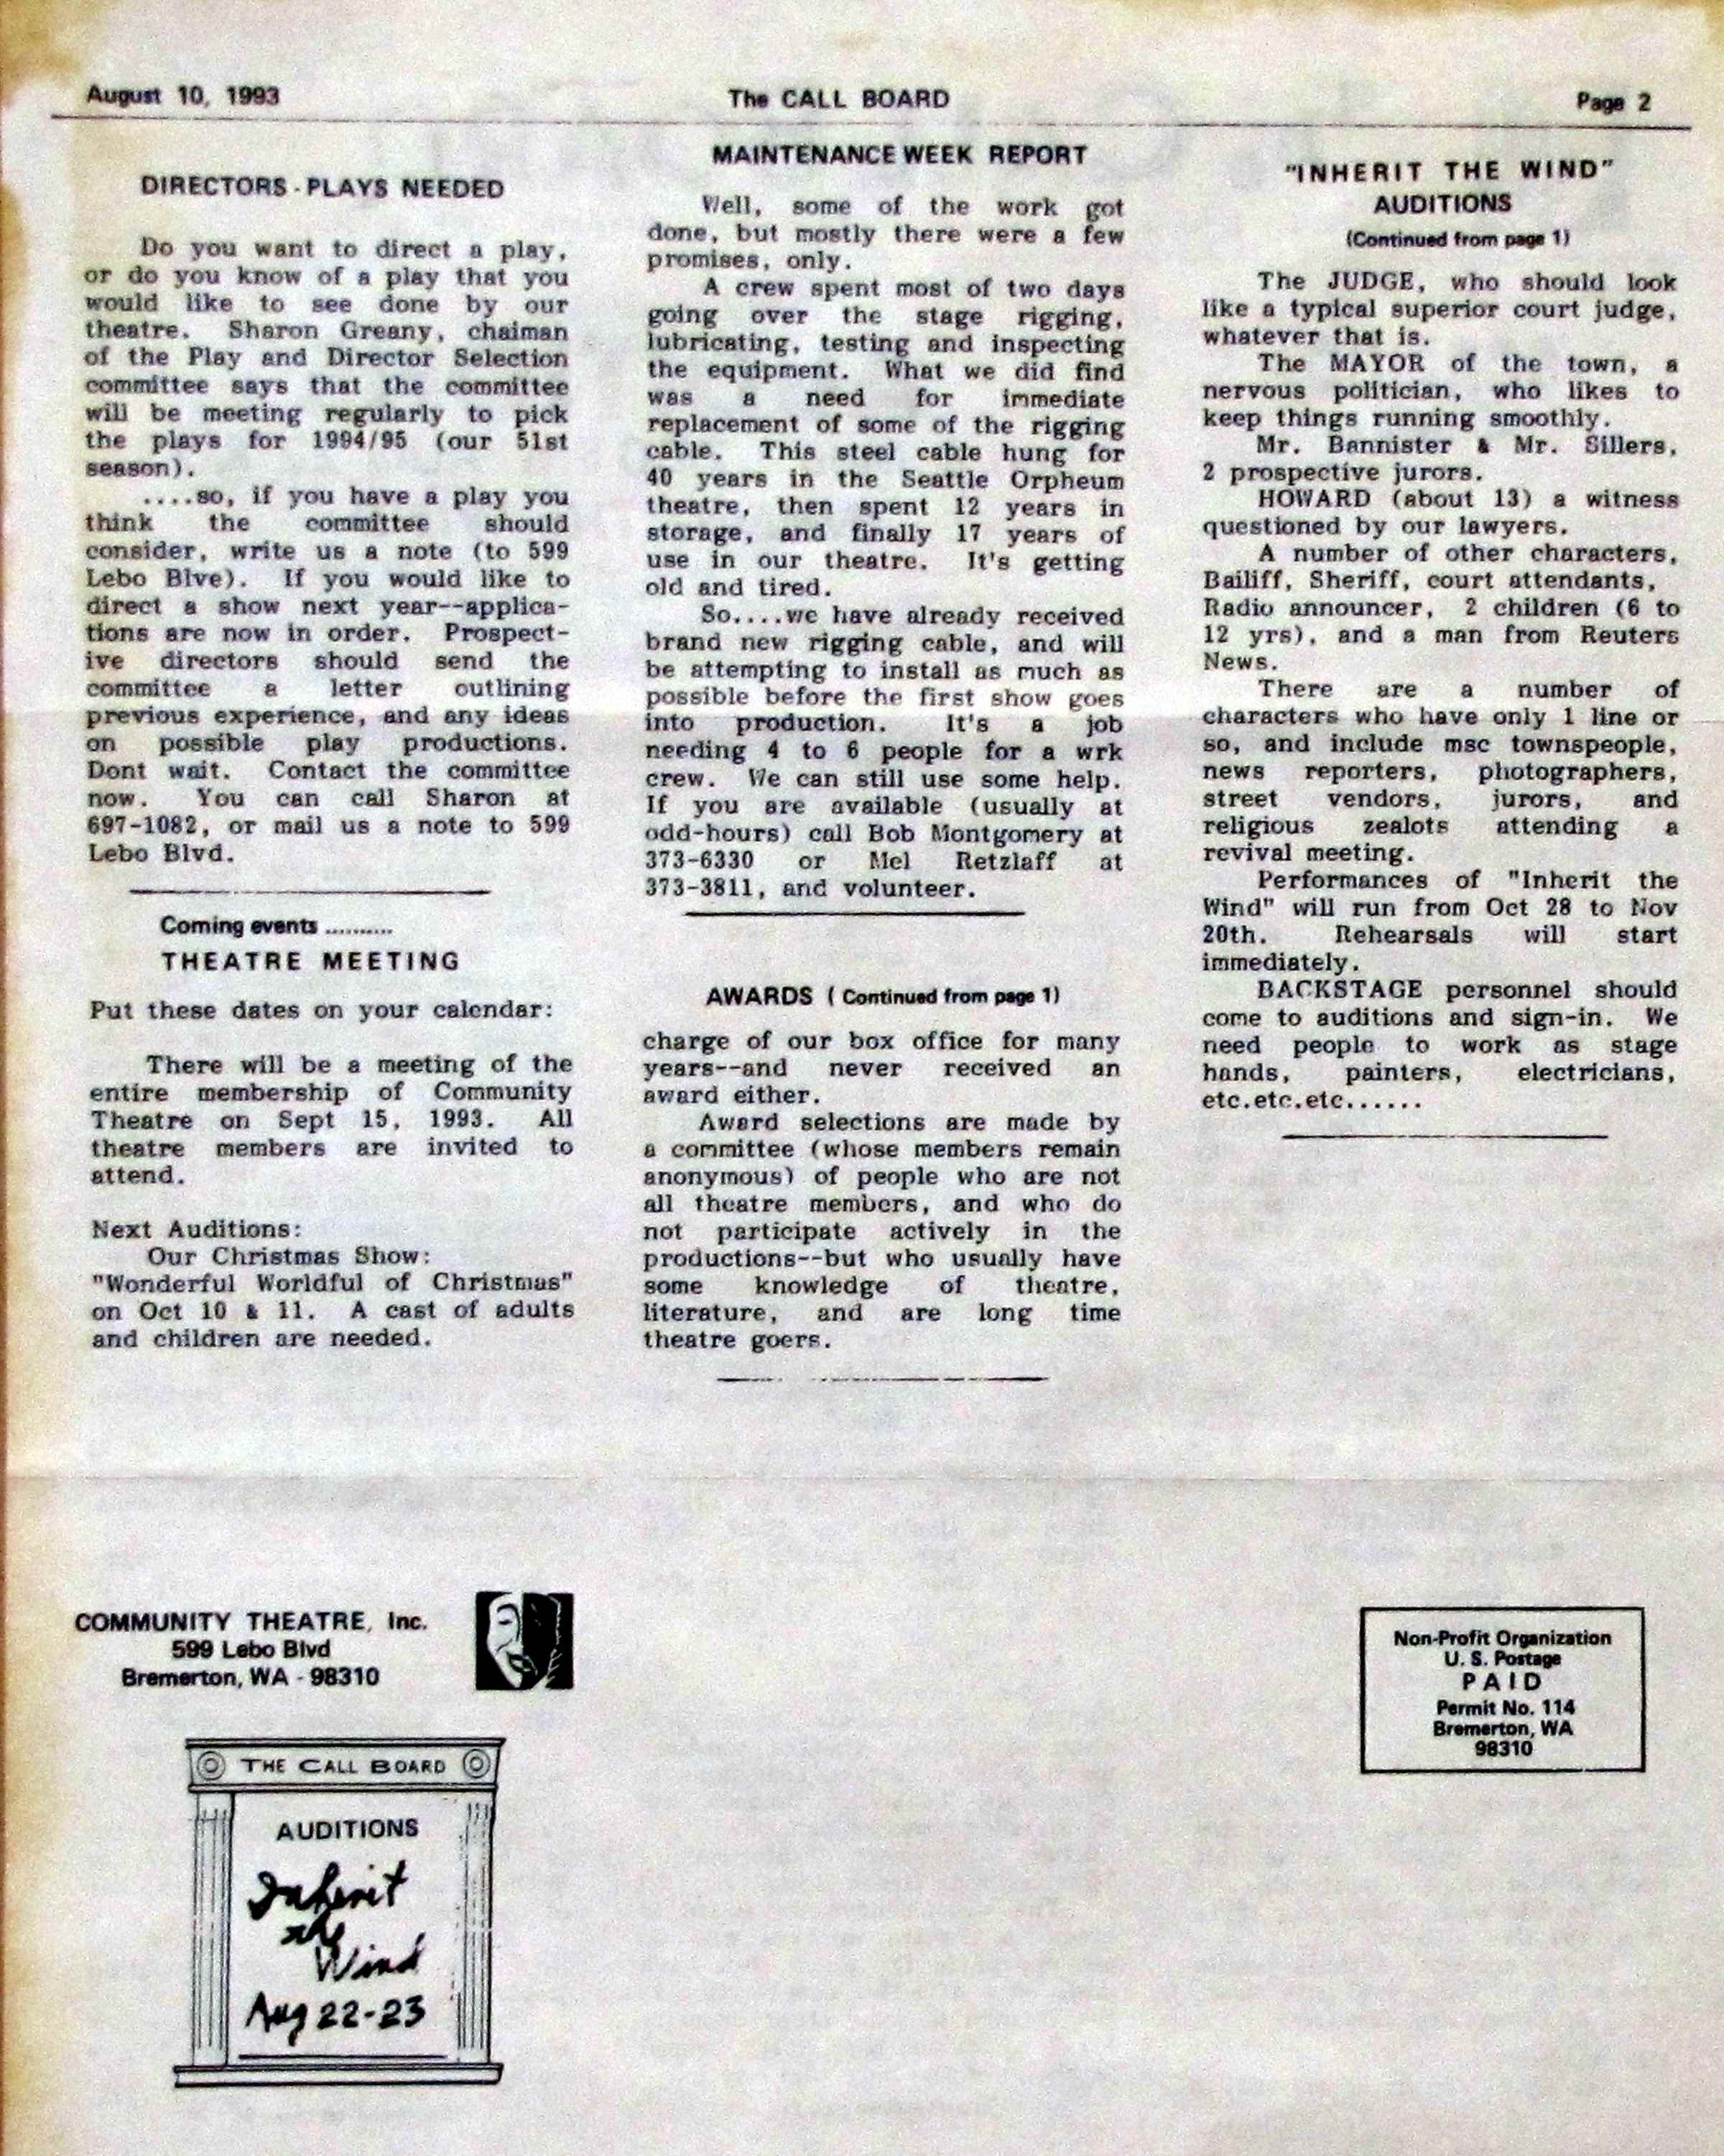 August 10, 1993
The CALL BOARD
Page 2
DIRECTORS - PLAYS NEEDED
Do you want to direct a play,
or do you know of a play that you
would like to see done by our
theatre. Sharon Greany, chaiman
of the Play and Director Selection
committee says that the committee
will be meeting regularly to pick
the plays for 1994/95 (our 51st
season).
....so, if you have a play you
think the committee should
consider, write us a note (to 599
Lebo Blve). If you would like to
direct a show next year--applica-
tions are now in order. Prospect-
ive directors should send the
committee a letter outlining
previous experience, and any ideas
on possible play productions.
Dont wait. Contact the committee
now. You can call Sharon at
697-1082, or mail us a note to 599
Lebo Blvd.
Coming events ..........
THEATRE MEETING
Put these dates on your calendar:
There will be a meeting of the
entire membership of Community
Theatre on Sept 15, 1993. All
theatre members are invited to
attend.
Next Auditions:
Our Christmas Show:
"Wonderful Worldful of Christmas"
on Oct 10 & 11. A cast of adults
and children are needed.
MAINTENANCE WEEK REPORT
Well, some of the work got
done, but mostly there were a few
promises, only.
A crew spent most of two days
going over the stage rigging,
lubricating, testing and inspecting
the equipment. What we did find
was a need for immediate
replacement of some of the rigging
cable. This steel cable hung for
40 years in the Seattle Orpheum
theatre, then spent 12 years in
storage, and finally 17 years of
use in our theatre. It's getting
old and tired.
So....we have already received
brand new rigging cable, and will
be attempting to install as much as
possible before the first show goes
into production. It's a job
needing 4 to 6 people for a wrk
crew. We can still use some help.
If you are available (usually at
odd-hours) call Bob Montgomery at
373-6330 or Mel Retzlaff at
373-3811, and volunteer.
AWARDS ( Continued from page 1)
charge of our box office for many
years--and never received an
award either.
Award selections are made by
a committee (whose members remain
anonymous) of people who are not
all theatre members, and who do
not participate actively in the
productions--but who usually have
some knowledge of theatre,
literature, and are long time
theatre goers.
"INHERIT THE WIND"
AUDITIONS
(Continued from page 1)
The JUDGE, who should look
like a typical superior court judge,
whatever that is.
The MAYOR of the town, a
nervous politician, who likes to
keep things running smoothly.
Mr. Bannister & Mr. Sillers,
2 prospective jurors.
HOWARD (about 13) a witness
questioned by our lawyers.
A number of other characters,
Bailiff, Sheriff, court attendants,
Radio announcer, 2 children (6 to
12 yrs), and a man from Reuters
News.
There are a number of
characters who have only 1 line or
so, and include msc townspeople,
news reporters, photographers,
street vendors, jurors, and
religious zealots attending a
revival meeting.
Performances of "Inherit the
Wind" will run from Oct 28 to Nov
20th. Rehearsals will start
immediately.
BACKSTAGE personnel should
come to auditions and sign-in. We
need people to work as stage
hands, painters, electricians,
etc.etc.etc......
COMMUNITY THEATRE, Inc.
599 Lebo Blvd
Bremerton, WA - 98310
Non-Profit Organization
U. S. Postage
PAID
Permit No. 114
Bremerton, WA
98310
THE CALL BOARD
AUDITIONS
Inherit
the
Wind
Aug 22-23